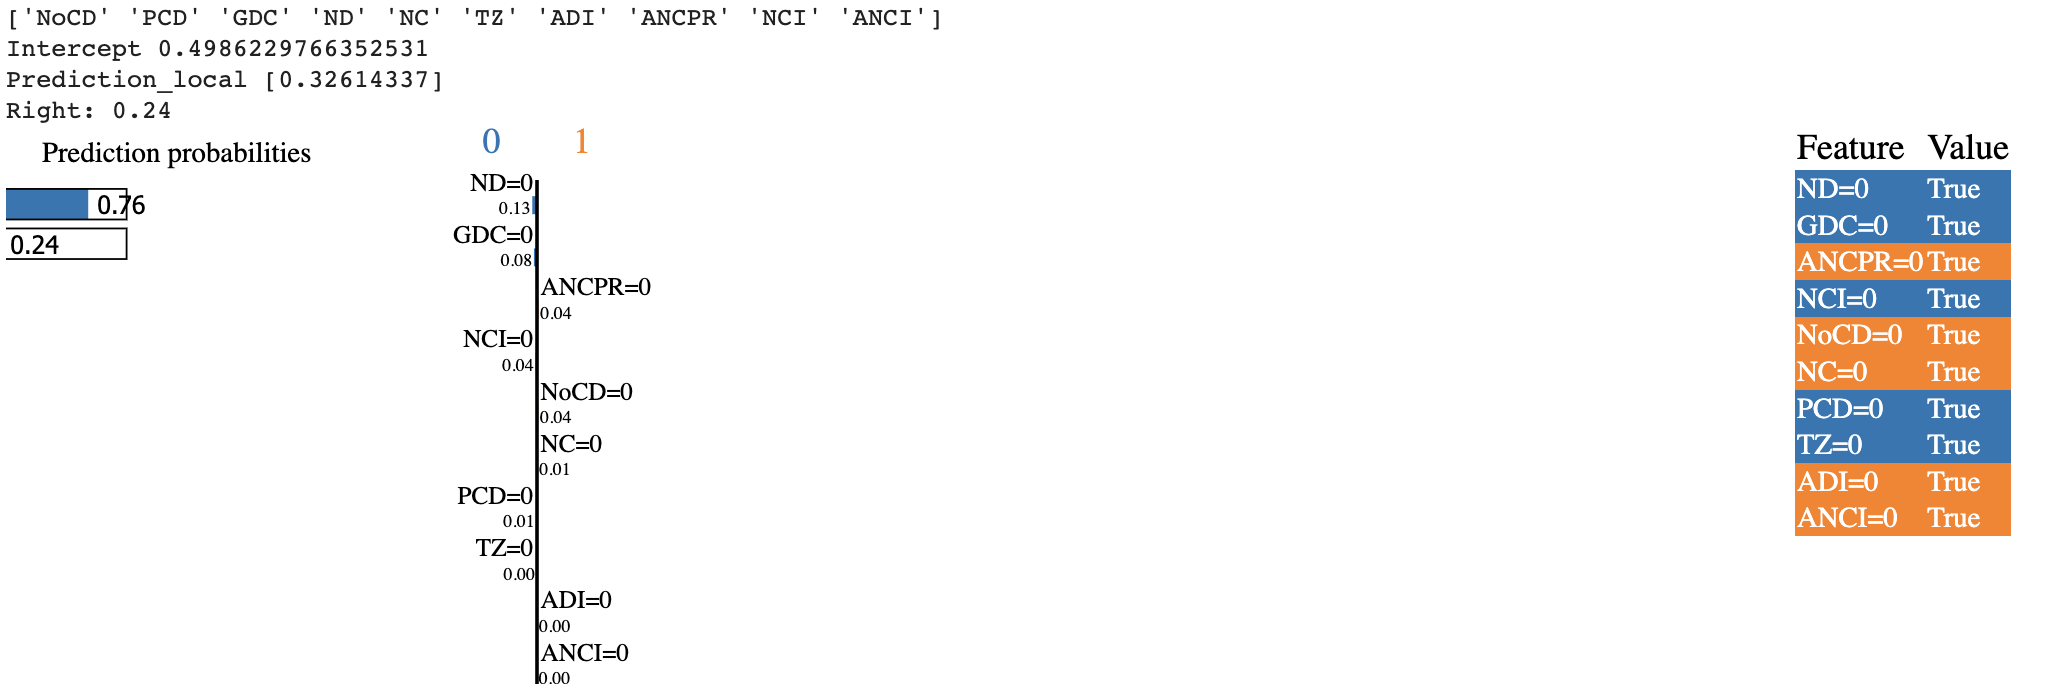 ['NoCD' 'PCD' 'GDC' 'ND' 'NC' 'TZ' 'ADI' 'ANCPR' 'NCI' 'ANCI']
Intercept 0.4986229766352531
Prediction_local [0.32614337]
Right: 0.24
Prediction probabilities
0.76
0.24
0 1
ND=0
0.13
GDC=0
0.08
ANCPR=0
0.04
NCI=0
0.04
NoCD=0
0.04
NC=0
0.01
PCD=0
0.01
TZ=0
0.00
ADI=0
0.00
ANCI=0
0.00
Feature Value
ND=0 True
GDC=0 True
ANCPR=0 True
NCI=0 True
NoCD=0 True
NC=0 True
PCD=0 True
TZ=0 True
ADI=0 True
ANCI=0 True